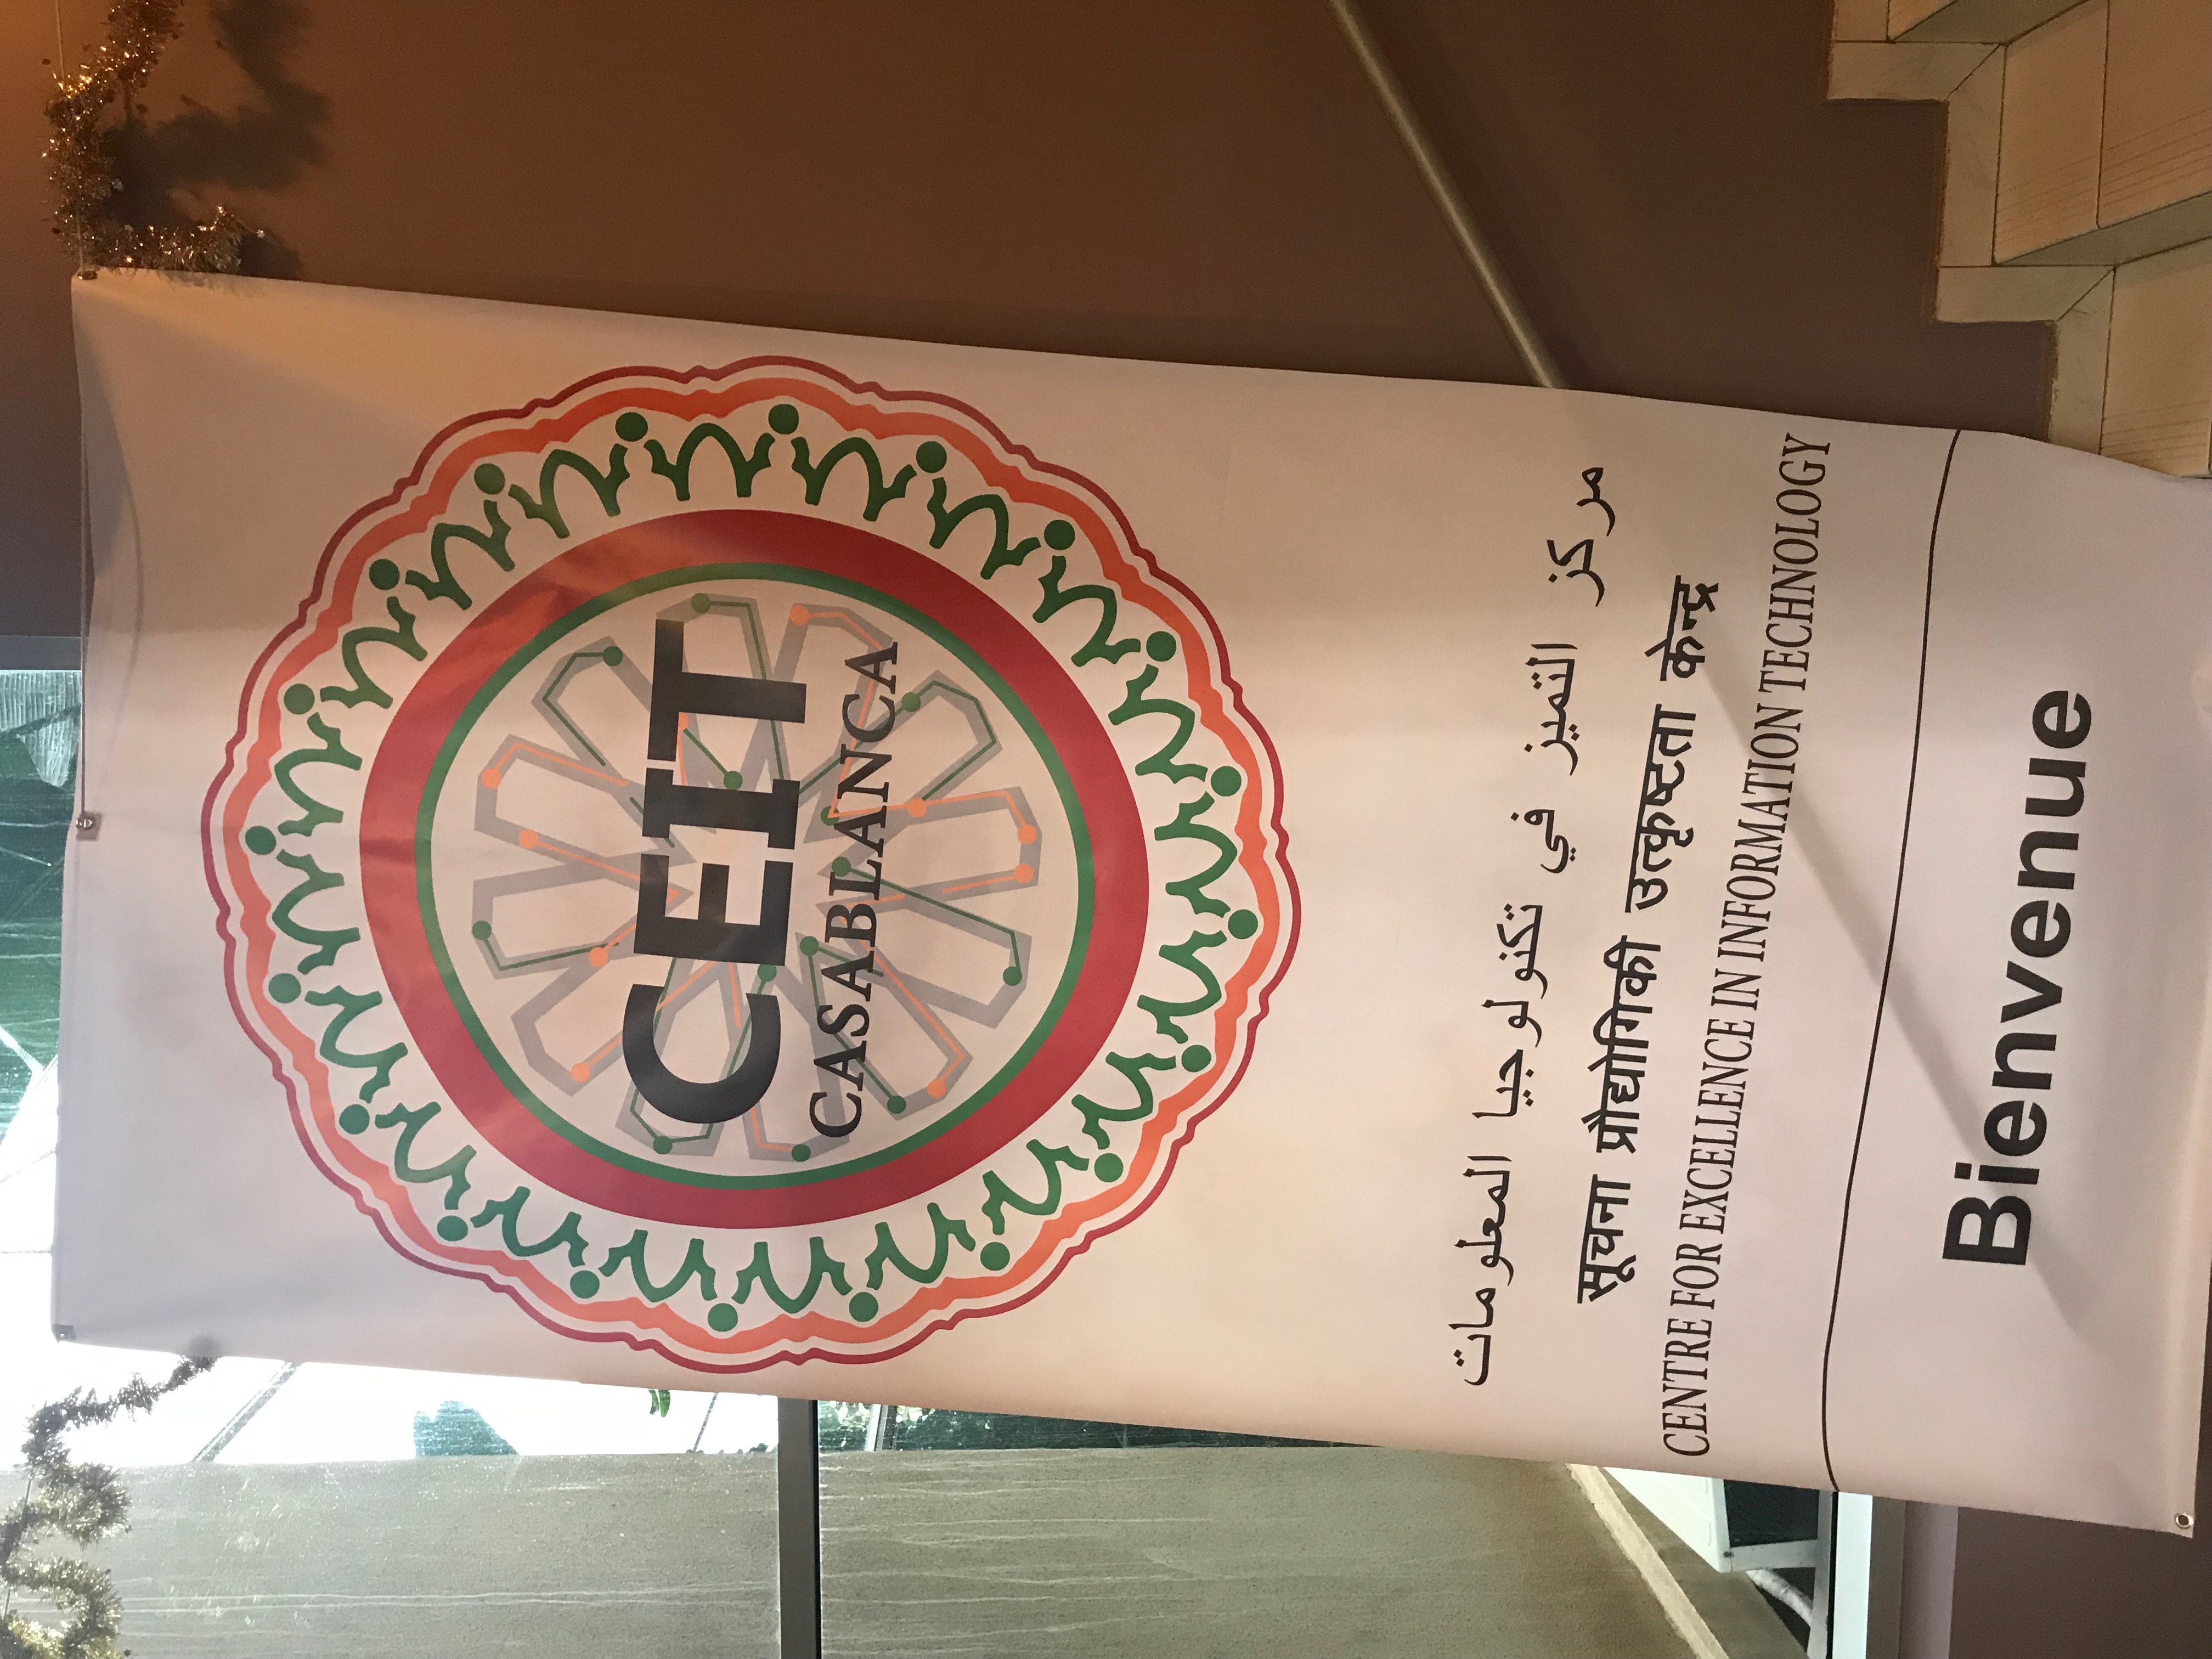 CEIT
CASABLANCA
مركز التميز في تكنولوجيا المعلومات
सूचना प्रौद्योगिकी उत्कृष्टता केन्द्र
CENTRE FOR EXCELLENCE IN INFORMATION TECHNOLOGY
Bienvenue